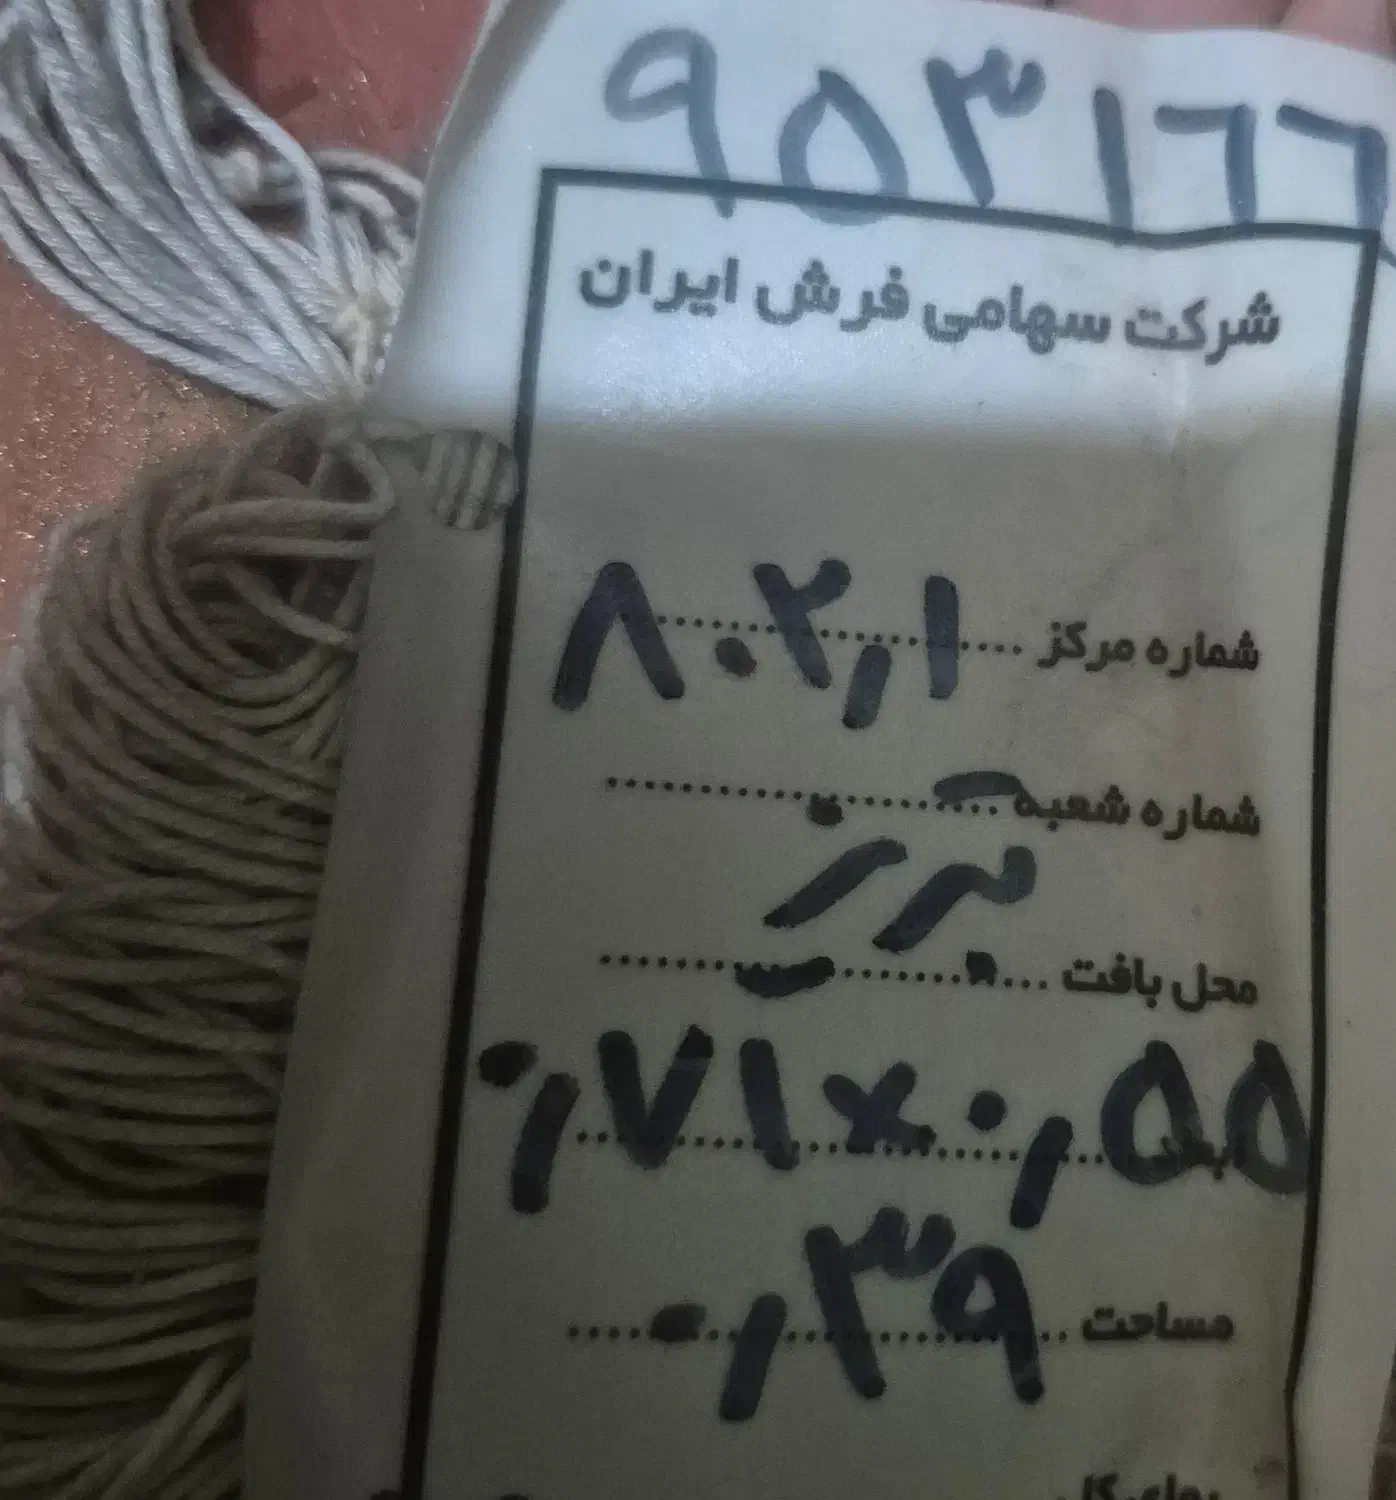 ۹۵۳۱۶۶
شرکت سهامی فرش ایران
شماره مرکز ۸۰۲٫۱
شماره شعبه
محل بافت
ابعاد ۰٫۷۱×۰٫۵۵
مساحت ۰٫۳۹